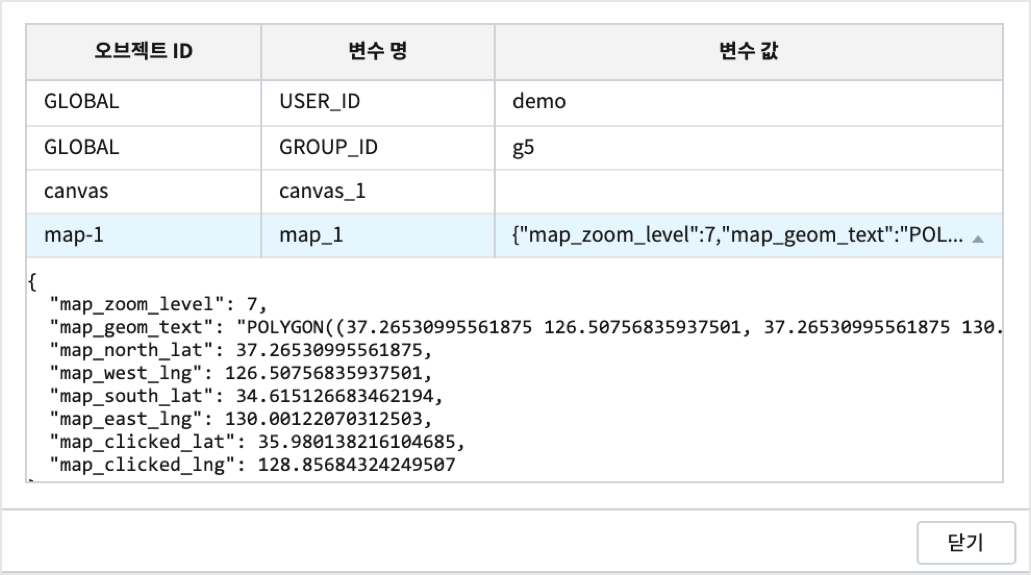 오브젝트 ID 변수 명 변수 값
GLOBAL USER_ID demo
GLOBAL GROUP_ID g5
canvas canvas_1
map-1 map_1 {"map_zoom_level":7,"map_geom_text":"POL...
{
"map_zoom_level": 7,
"map_geom_text": "POLYGON((37.26530995561875 126.50756835937501, 37.26530995561875 130.
"map_north_lat": 37.26530995561875,
"map_west_lng": 126.50756835937501,
"map_south_lat": 34.615126683462194,
"map_east_lng": 130.00122070312503,
"map_clicked_lat": 35.980138216104685,
"map_clicked_lng": 128.85684324249507
닫기